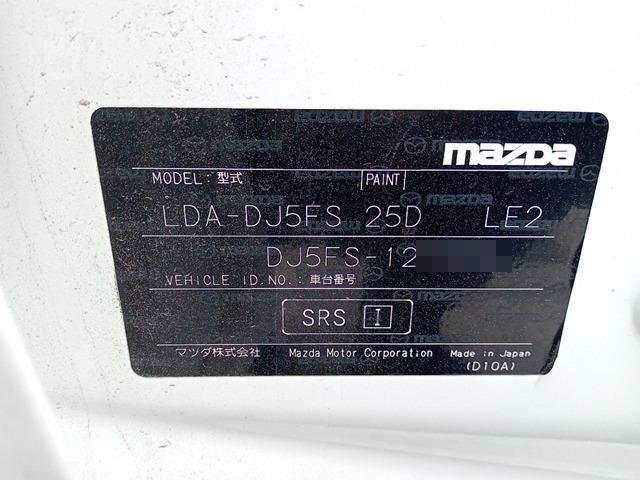 mazda
MODEL:型式 PAINT
LDA-DJ5FS 25D LE2
DJ5FS-12
VEHICLE ID.NO.:車台番号
SRS I
マツダ株式会社 Mazda Motor Corporation Made in Japan
(D10A)